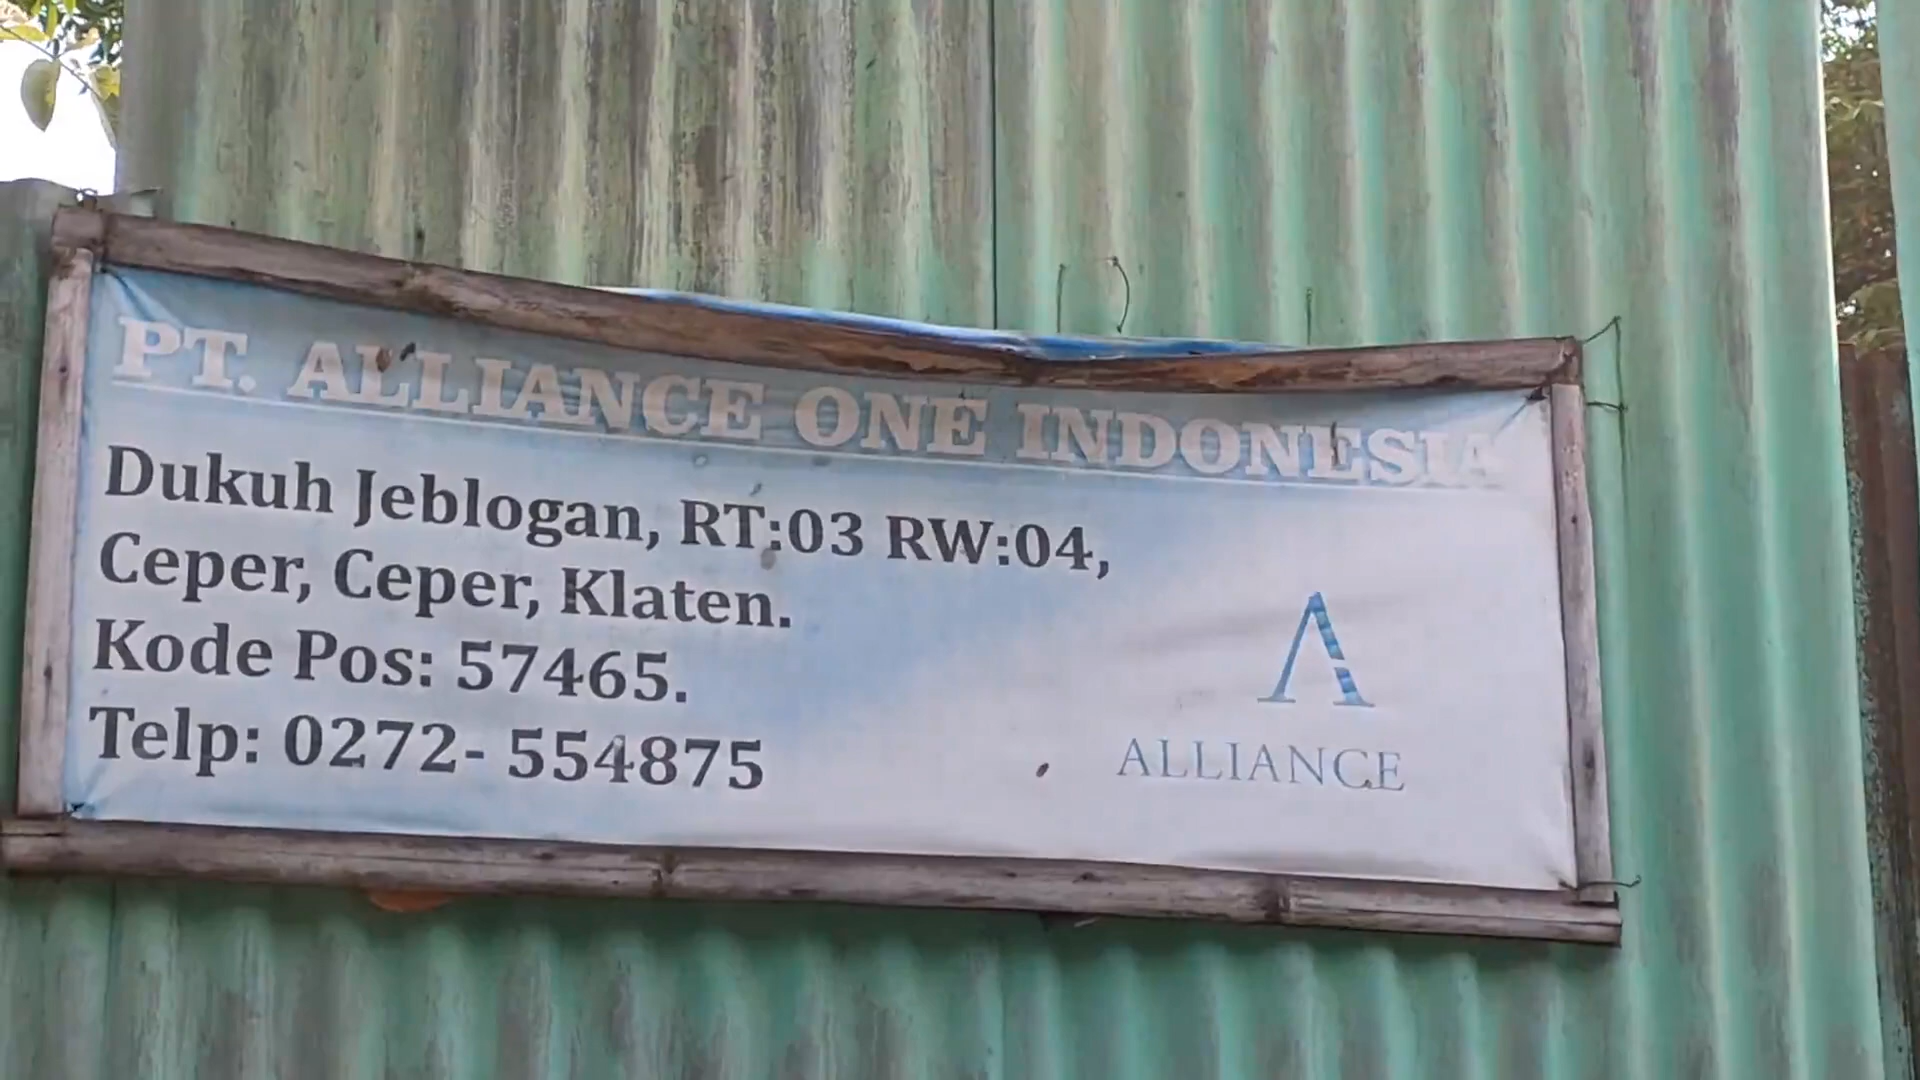 PT. ALLIANCE ONE INDONESIA
Dukuh Jeblogan, RT:03 RW:04,
Ceper, Ceper, Klaten.
Kode Pos: 57465.
Telp: 0272- 554875
ALLIANCE